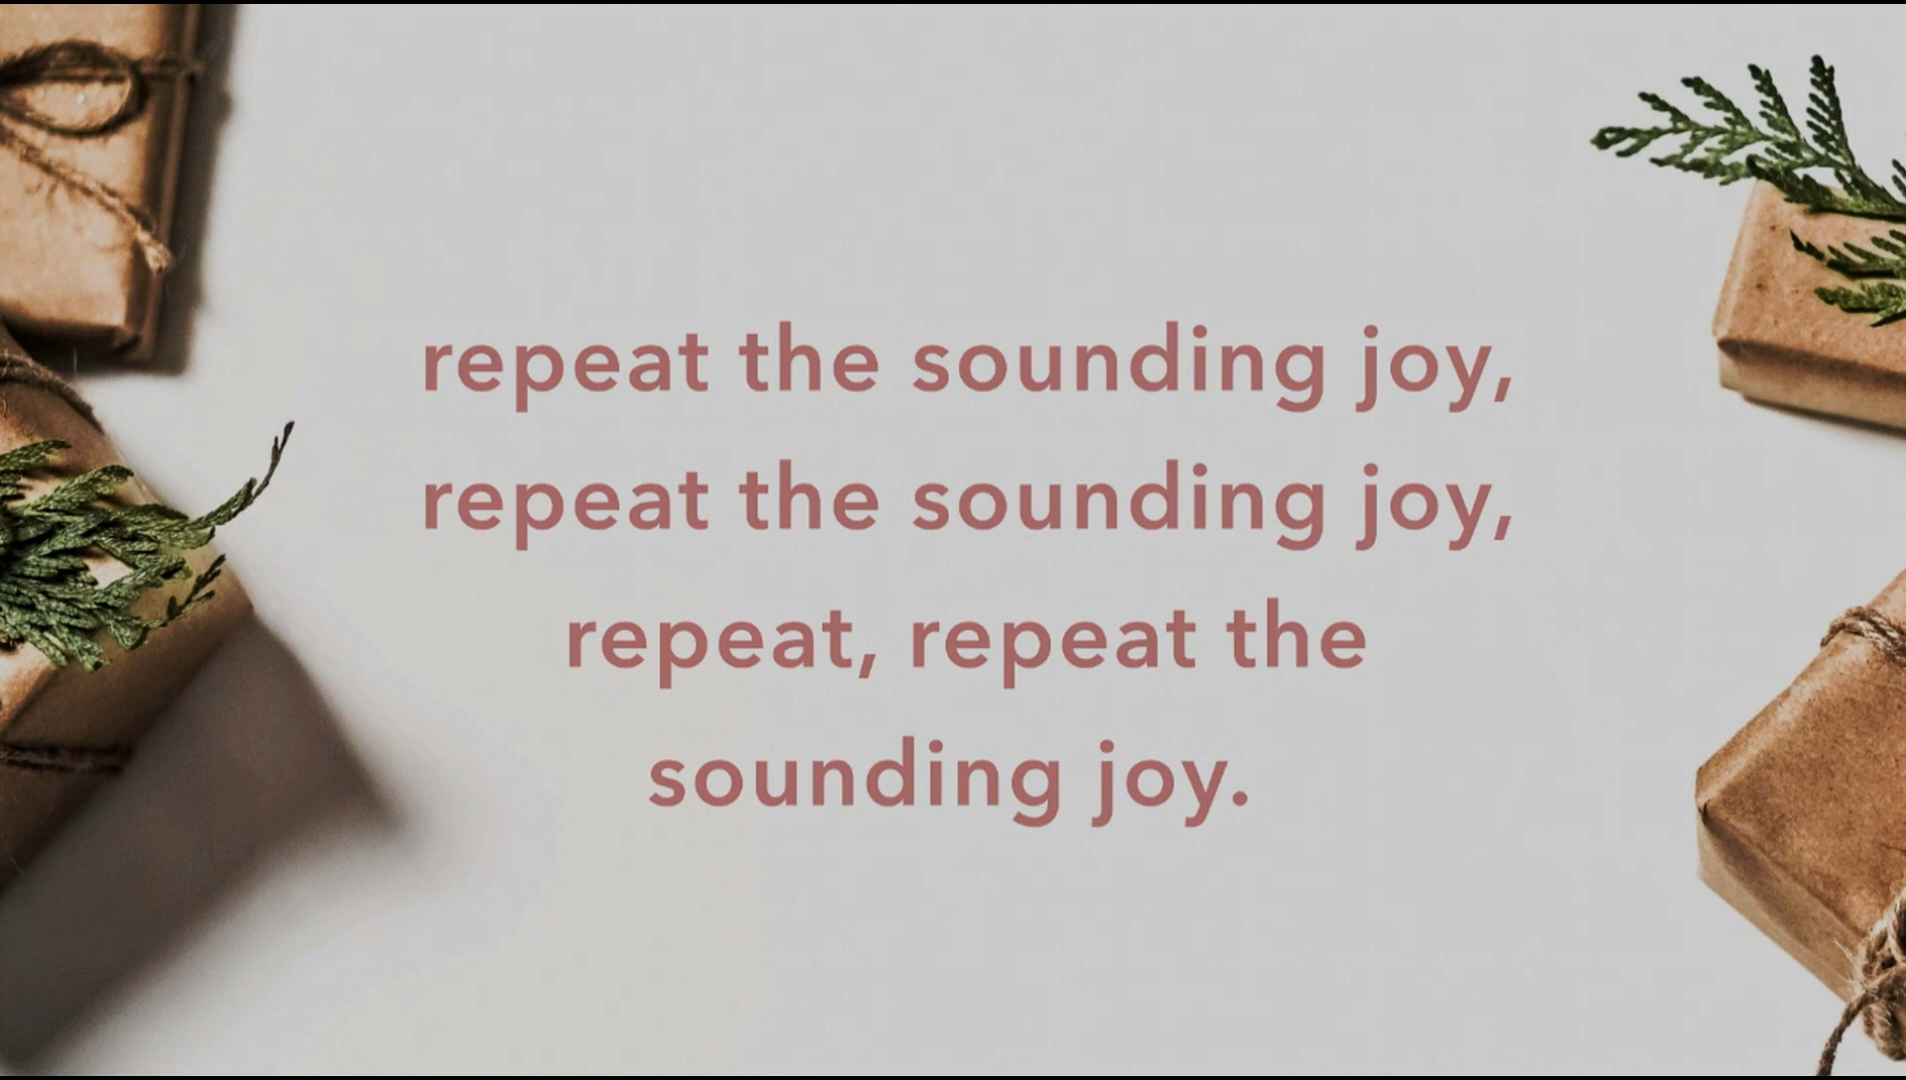 repeat the sounding joy,
repeat the sounding joy,
repeat, repeat the
sounding joy.